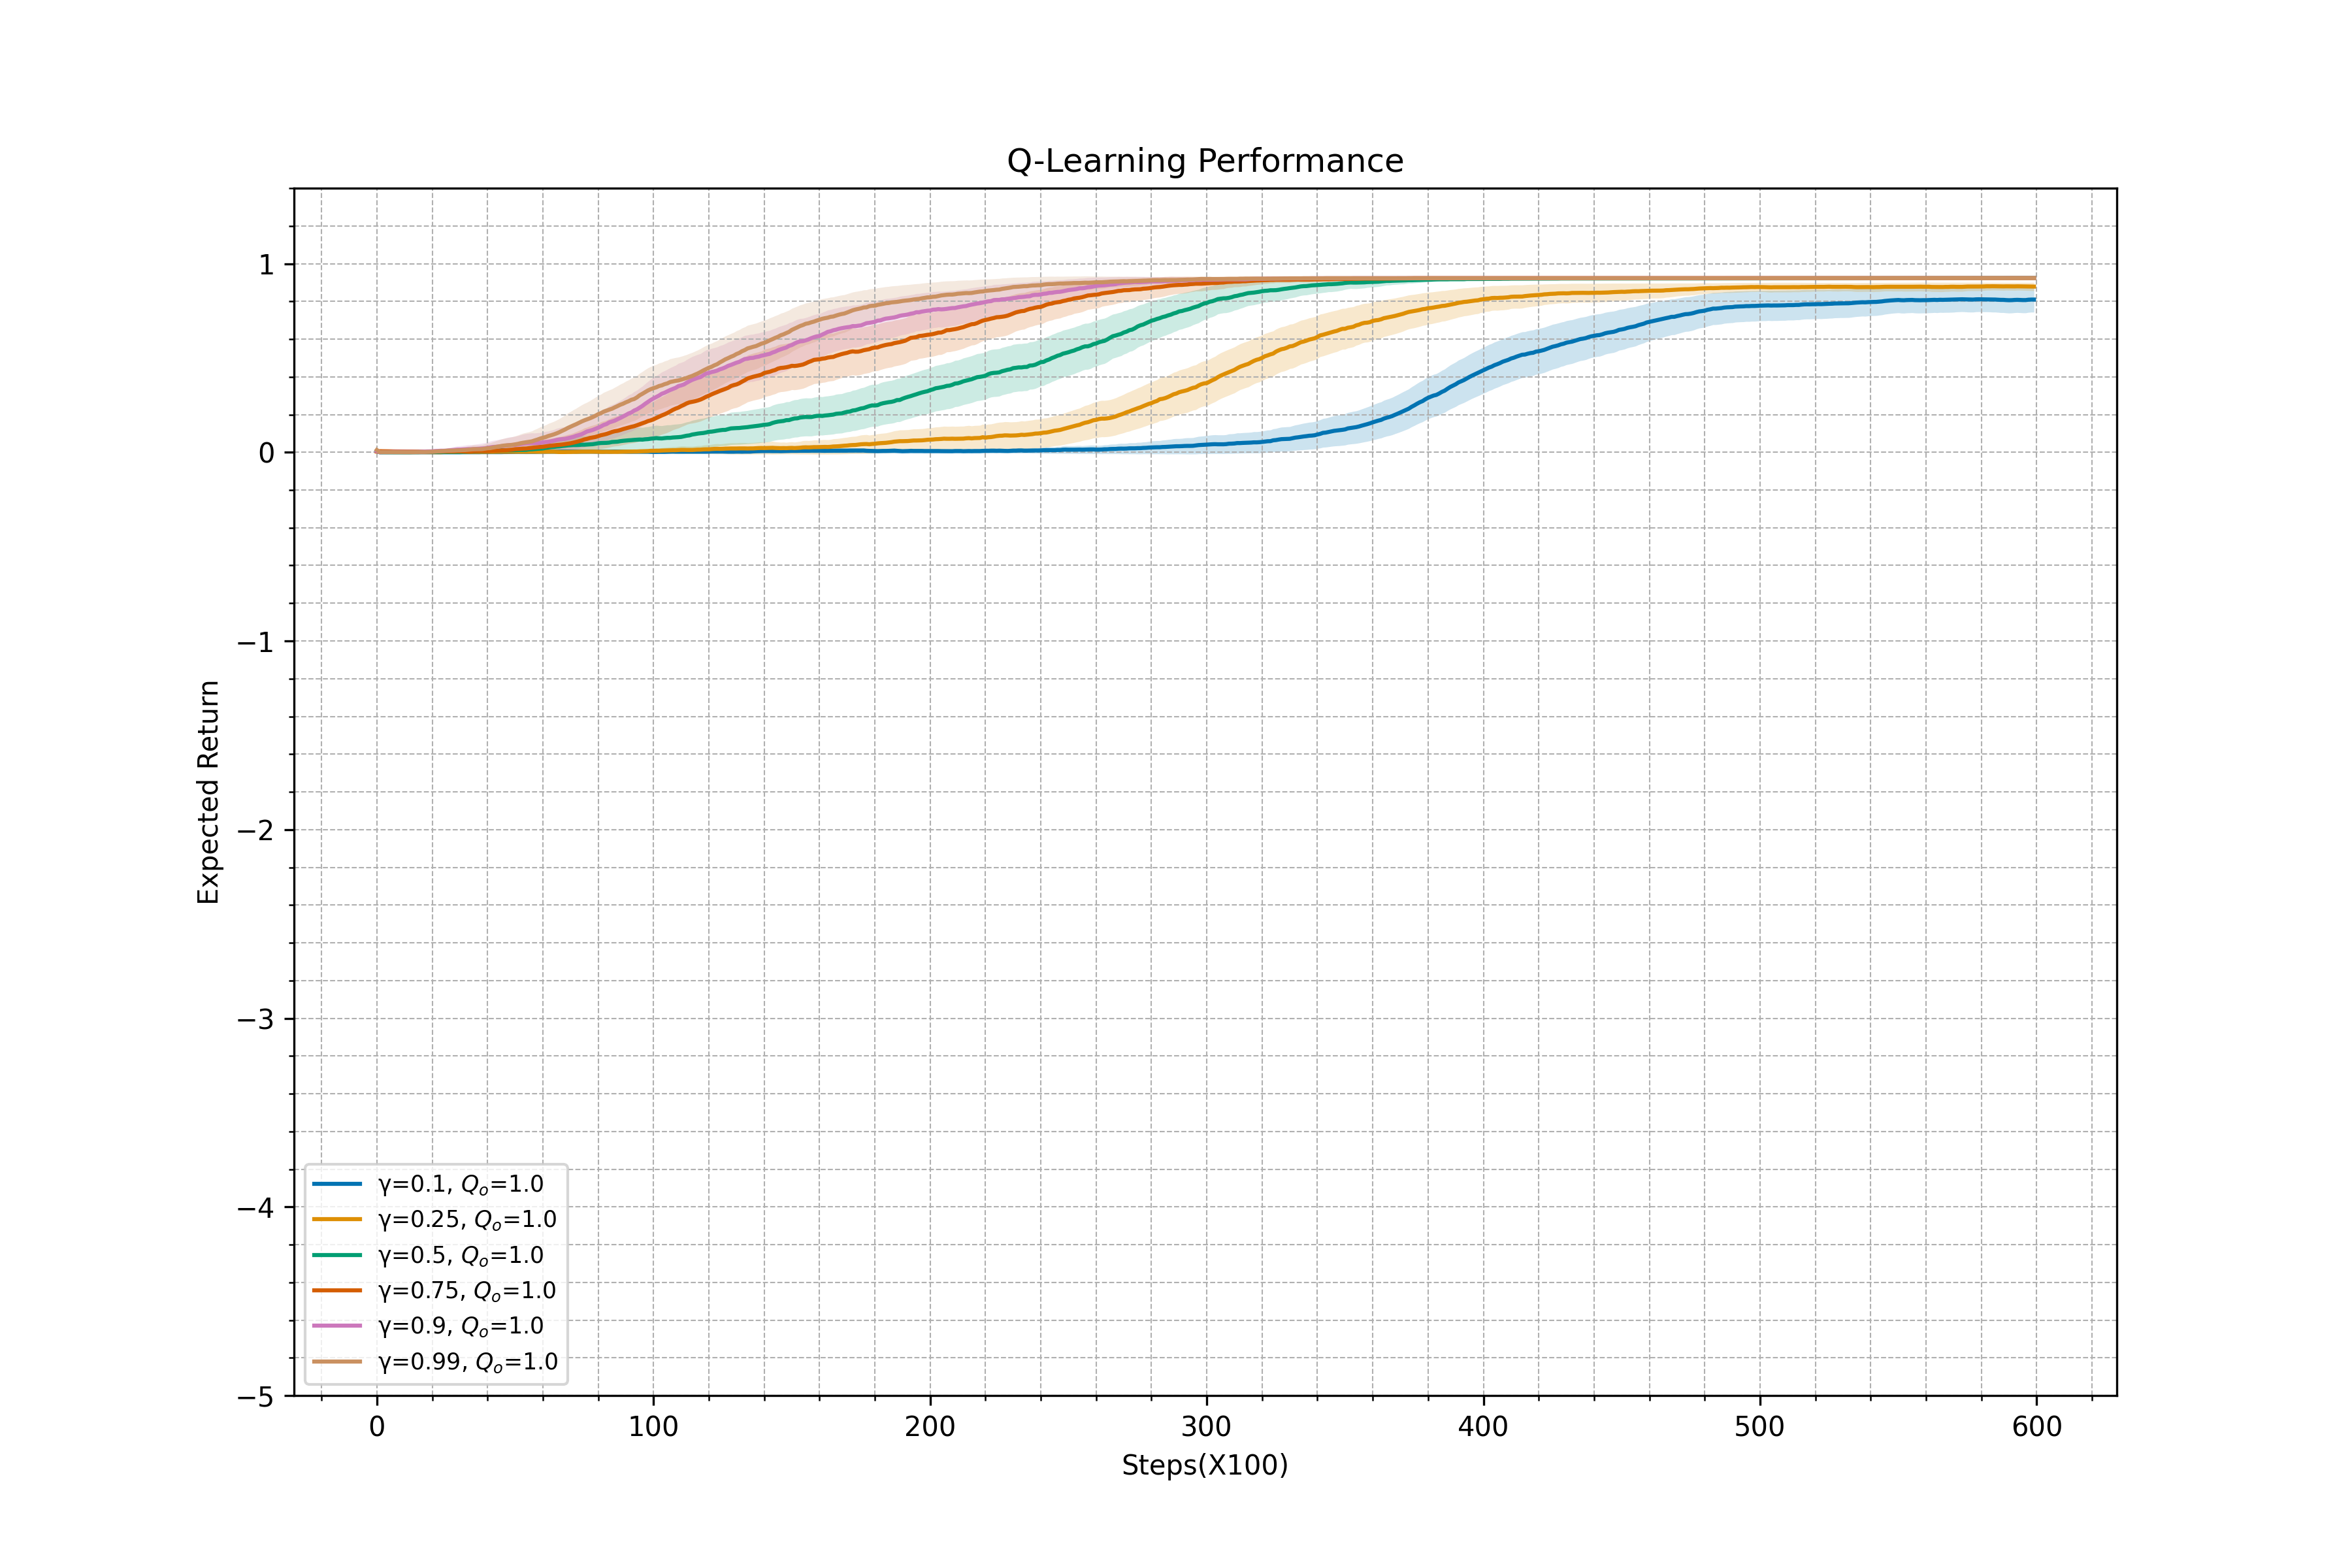 Q-Learning Performance
Expected Return
1
0
−1
−2
−3
−4
−5
γ=0.1, Qₒ=1.0
γ=0.25, Qₒ=1.0
γ=0.5, Qₒ=1.0
γ=0.75, Qₒ=1.0
γ=0.9, Qₒ=1.0
γ=0.99, Qₒ=1.0
0 100 200 300 400 500 600
Steps(X100)